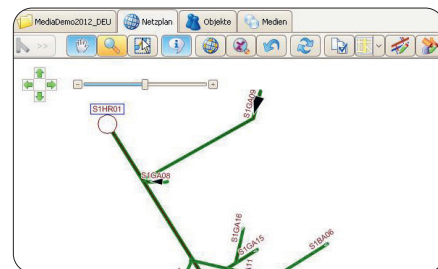 MediaDemo2012_DEU Netzplan Objekte Medien
S1HR01
S1GA09
S1GA08
S1GA16
S1GA15
S1BA06